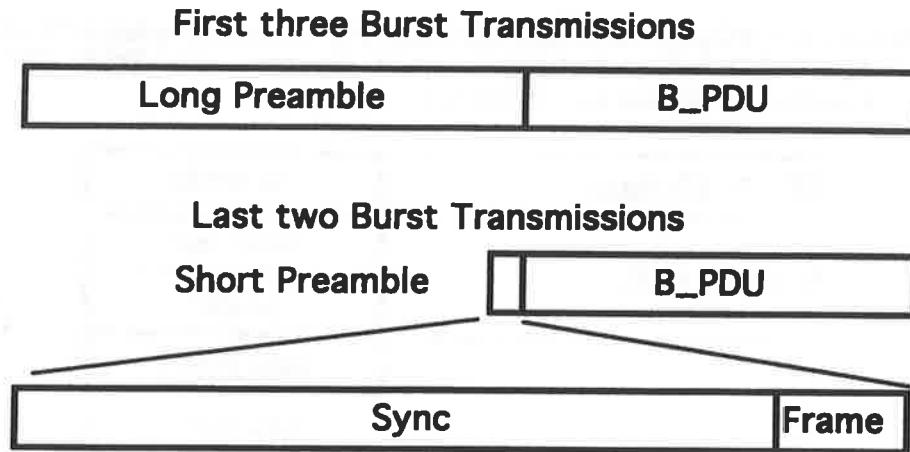 First three Burst Transmissions
Long Preamble B_PDU
Last two Burst Transmissions
Short Preamble B_PDU
Sync Frame